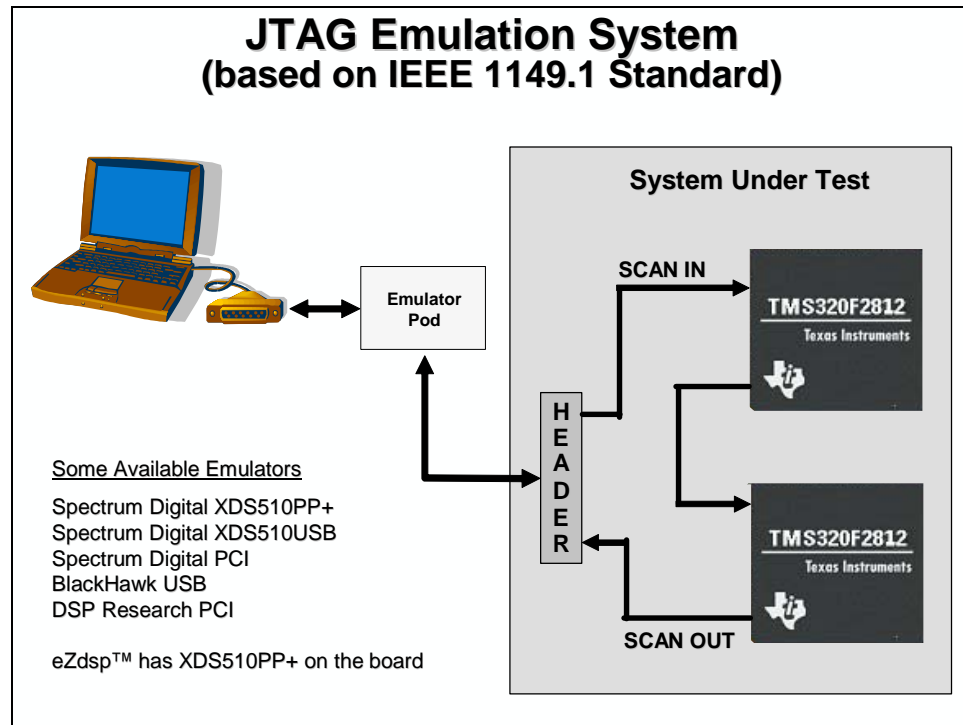 JTAG Emulation System
(based on IEEE 1149.1 Standard)
System Under Test
SCAN IN
Emulator
Pod
TMS320F2812
Texas Instruments
HEADER
Some Available Emulators
Spectrum Digital XDS510PP+
Spectrum Digital XDS510USB
Spectrum Digital PCI
BlackHawk USB
DSP Research PCI
TMS320F2812
Texas Instruments
SCAN OUT
eZdsp™ has XDS510PP+ on the board